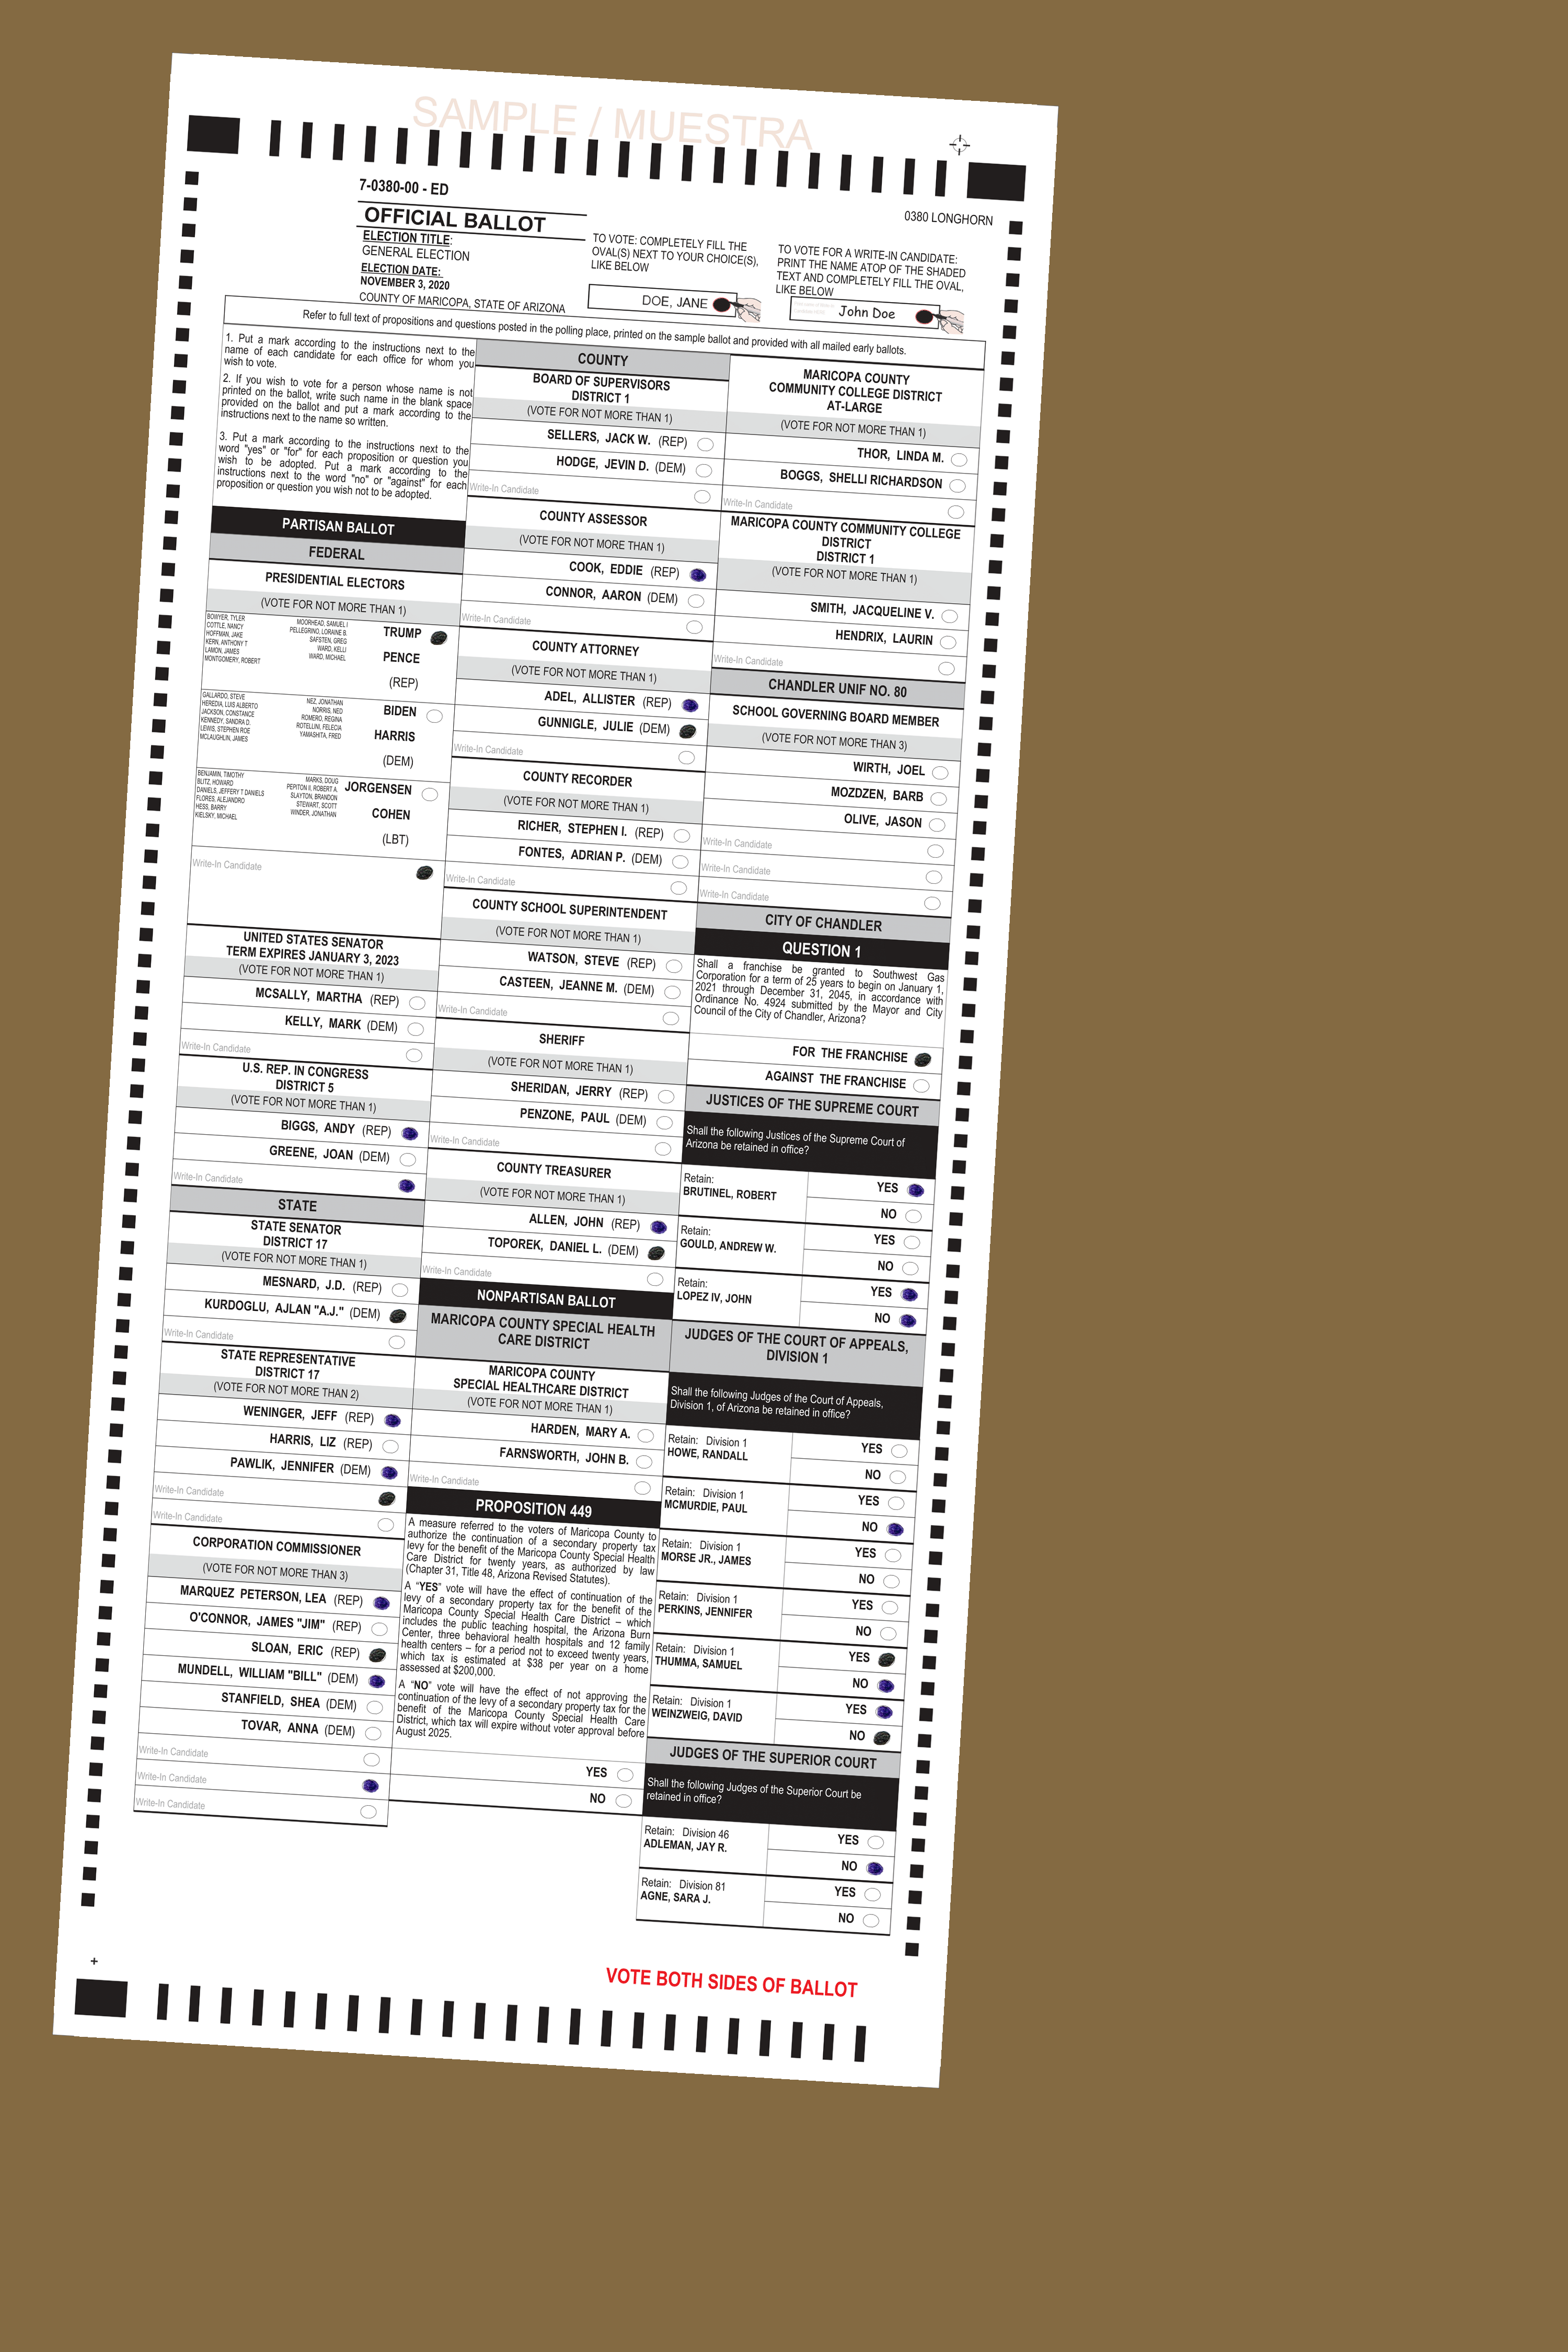 SAMPLE / MUESTRA
7-0380-00 - ED
0380 LONGHORN
OFFICIAL BALLOT
ELECTION TITLE:
GENERAL ELECTION
ELECTION DATE:
NOVEMBER 3, 2020
COUNTY OF MARICOPA, STATE OF ARIZONA
TO VOTE: COMPLETELY FILL THE
OVAL(S) NEXT TO YOUR CHOICE(S),
LIKE BELOW
DOE, JANE
TO VOTE FOR A WRITE-IN CANDIDATE:
PRINT THE NAME ATOP OF THE SHADED
TEXT AND COMPLETELY FILL THE OVAL,
LIKE BELOW
John Doe
Refer to full text of propositions and questions posted in the polling place, printed on the sample ballot and provided with all mailed early ballots.
1. Put a mark according to the instructions next to the
name of each candidate for each office for whom you
wish to vote.
2. If you wish to vote for a person whose name is not
printed on the ballot, write such name in the blank space
provided on the ballot and put a mark according to the
instructions next to the name so written.
3. Put a mark according to the instructions next to the
word "yes" or "for" for each proposition or question you
wish to be adopted. Put a mark according to the
instructions next to the word "no" or "against" for each
proposition or question you wish not to be adopted.
PARTISAN BALLOT
FEDERAL
PRESIDENTIAL ELECTORS
(VOTE FOR NOT MORE THAN 1)
BOWYER, TYLER
COTTLE, NANCY
HOFFMAN, JAKE
KERN, ANTHONY T
LAMON, JAMES
MONTGOMERY, ROBERT
MOORHEAD, SAMUEL I
PELLEGRINO, LORAINE B.
SAFSTEN, GREG
WARD, KELLI
WARD, MICHAEL
TRUMP
PENCE
(REP)
GALLARDO, STEVE
HEREDIA, LUIS ALBERTO
JACKSON, CONSTANCE
KENNEDY, SANDRA D.
LEWIS, STEPHEN ROE
MCLAUGHLIN, JAMES
NEZ, JONATHAN
NORRIS, NED
ROMERO, REGINA
ROTELLINI, FELECIA
YAMASHITA, FRED
BIDEN
HARRIS
(DEM)
BENJAMIN, TIMOTHY
BLITZ, HOWARD
DANIELS, JEFFERY T DANIELS
FLORES, ALEJANDRO
HESS, BARRY
KIELSKY, MICHAEL
MARKS, DOUG
PEPITON II, ROBERT A.
SLAYTON, BRANDON
STEWART, SCOTT
WINDER, JONATHAN
JORGENSEN
COHEN
(LBT)
Write-In Candidate
UNITED STATES SENATOR
TERM EXPIRES JANUARY 3, 2023
(VOTE FOR NOT MORE THAN 1)
MCSALLY, MARTHA (REP)
KELLY, MARK (DEM)
Write-In Candidate
U.S. REP. IN CONGRESS
DISTRICT 5
(VOTE FOR NOT MORE THAN 1)
BIGGS, ANDY (REP)
GREENE, JOAN (DEM)
Write-In Candidate
STATE
STATE SENATOR
DISTRICT 17
(VOTE FOR NOT MORE THAN 1)
MESNARD, J.D. (REP)
KURDOGLU, AJLAN "A.J." (DEM)
Write-In Candidate
STATE REPRESENTATIVE
DISTRICT 17
(VOTE FOR NOT MORE THAN 2)
WENINGER, JEFF (REP)
HARRIS, LIZ (REP)
PAWLIK, JENNIFER (DEM)
Write-In Candidate
Write-In Candidate
CORPORATION COMMISSIONER
(VOTE FOR NOT MORE THAN 3)
MARQUEZ PETERSON, LEA (REP)
O'CONNOR, JAMES "JIM" (REP)
SLOAN, ERIC (REP)
MUNDELL, WILLIAM "BILL" (DEM)
STANFIELD, SHEA (DEM)
TOVAR, ANNA (DEM)
Write-In Candidate
Write-In Candidate
Write-In Candidate
COUNTY
BOARD OF SUPERVISORS
DISTRICT 1
(VOTE FOR NOT MORE THAN 1)
SELLERS, JACK W. (REP)
HODGE, JEVIN D. (DEM)
Write-In Candidate
COUNTY ASSESSOR
(VOTE FOR NOT MORE THAN 1)
COOK, EDDIE (REP)
CONNOR, AARON (DEM)
Write-In Candidate
COUNTY ATTORNEY
(VOTE FOR NOT MORE THAN 1)
ADEL, ALLISTER (REP)
GUNNIGLE, JULIE (DEM)
Write-In Candidate
COUNTY RECORDER
(VOTE FOR NOT MORE THAN 1)
RICHER, STEPHEN I. (REP)
FONTES, ADRIAN P. (DEM)
Write-In Candidate
COUNTY SCHOOL SUPERINTENDENT
(VOTE FOR NOT MORE THAN 1)
WATSON, STEVE (REP)
CASTEEN, JEANNE M. (DEM)
Write-In Candidate
SHERIFF
(VOTE FOR NOT MORE THAN 1)
SHERIDAN, JERRY (REP)
PENZONE, PAUL (DEM)
Write-In Candidate
COUNTY TREASURER
(VOTE FOR NOT MORE THAN 1)
ALLEN, JOHN (REP)
TOPOREK, DANIEL L. (DEM)
Write-In Candidate
NONPARTISAN BALLOT
MARICOPA COUNTY SPECIAL HEALTH
CARE DISTRICT
MARICOPA COUNTY
SPECIAL HEALTHCARE DISTRICT
(VOTE FOR NOT MORE THAN 1)
HARDEN, MARY A.
FARNSWORTH, JOHN B.
Write-In Candidate
PROPOSITION 449
A measure referred to the voters of Maricopa County to
authorize the continuation of a secondary property tax
levy for the benefit of the Maricopa County Special Health
Care District for twenty years, as authorized by law
(Chapter 31, Title 48, Arizona Revised Statutes).
A “YES” vote will have the effect of continuation of the
levy of a secondary property tax for the benefit of the
Maricopa County Special Health Care District – which
includes the public teaching hospital, the Arizona Burn
Center, three behavioral health hospitals and 12 family
health centers – for a period not to exceed twenty years,
which tax is estimated at $38 per year on a home
assessed at $200,000.
A “NO” vote will have the effect of not approving the
continuation of the levy of a secondary property tax for the
benefit of the Maricopa County Special Health Care
District, which tax will expire without voter approval before
August 2025.
YES
NO
MARICOPA COUNTY
COMMUNITY COLLEGE DISTRICT
AT-LARGE
(VOTE FOR NOT MORE THAN 1)
THOR, LINDA M.
BOGGS, SHELLI RICHARDSON
Write-In Candidate
MARICOPA COUNTY COMMUNITY COLLEGE
DISTRICT
DISTRICT 1
(VOTE FOR NOT MORE THAN 1)
SMITH, JACQUELINE V.
HENDRIX, LAURIN
Write-In Candidate
CHANDLER UNIF NO. 80
SCHOOL GOVERNING BOARD MEMBER
(VOTE FOR NOT MORE THAN 3)
WIRTH, JOEL
MOZDZEN, BARB
OLIVE, JASON
Write-In Candidate
Write-In Candidate
Write-In Candidate
CITY OF CHANDLER
QUESTION 1
Shall a franchise be granted to Southwest Gas
Corporation for a term of 25 years to begin on January 1,
2021 through December 31, 2045, in accordance with
Ordinance No. 4924 submitted by the Mayor and City
Council of the City of Chandler, Arizona?
FOR THE FRANCHISE
AGAINST THE FRANCHISE
JUSTICES OF THE SUPREME COURT
Shall the following Justices of the Supreme Court of
Arizona be retained in office?
Retain:
BRUTINEL, ROBERT
YES
NO
Retain:
GOULD, ANDREW W.
YES
NO
Retain:
LOPEZ IV, JOHN
YES
NO
JUDGES OF THE COURT OF APPEALS,
DIVISION 1
Shall the following Judges of the Court of Appeals,
Division 1, of Arizona be retained in office?
Retain: Division 1
HOWE, RANDALL
YES
NO
Retain: Division 1
MCMURDIE, PAUL
YES
NO
Retain: Division 1
MORSE JR., JAMES
YES
NO
Retain: Division 1
PERKINS, JENNIFER
YES
NO
Retain: Division 1
THUMMA, SAMUEL
YES
NO
Retain: Division 1
WEINZWEIG, DAVID
YES
NO
JUDGES OF THE SUPERIOR COURT
Shall the following Judges of the Superior Court be
retained in office?
Retain: Division 46
ADLEMAN, JAY R.
YES
NO
Retain: Division 81
AGNE, SARA J.
YES
NO
VOTE BOTH SIDES OF BALLOT